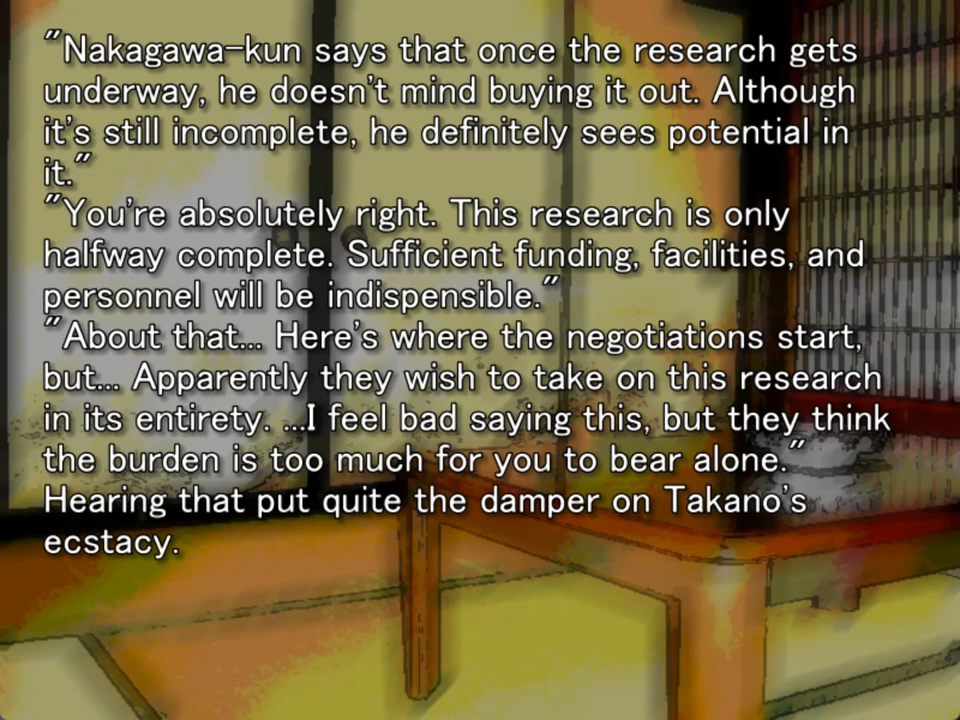 "Nakagawa-kun says that once the research gets
underway, he doesn't mind buying it out. Although
it's still incomplete, he definitely sees potential in
it."
"You're absolutely right. This research is only
halfway complete. Sufficient funding, facilities, and
personnel will be indispensible."
"About that... Here's where the negotiations start,
but... Apparently they wish to take on this research
in its entirety. ...I feel bad saying this, but they think
the burden is too much for you to bear alone."
Hearing that put quite the damper on Takano's
ecstacy.